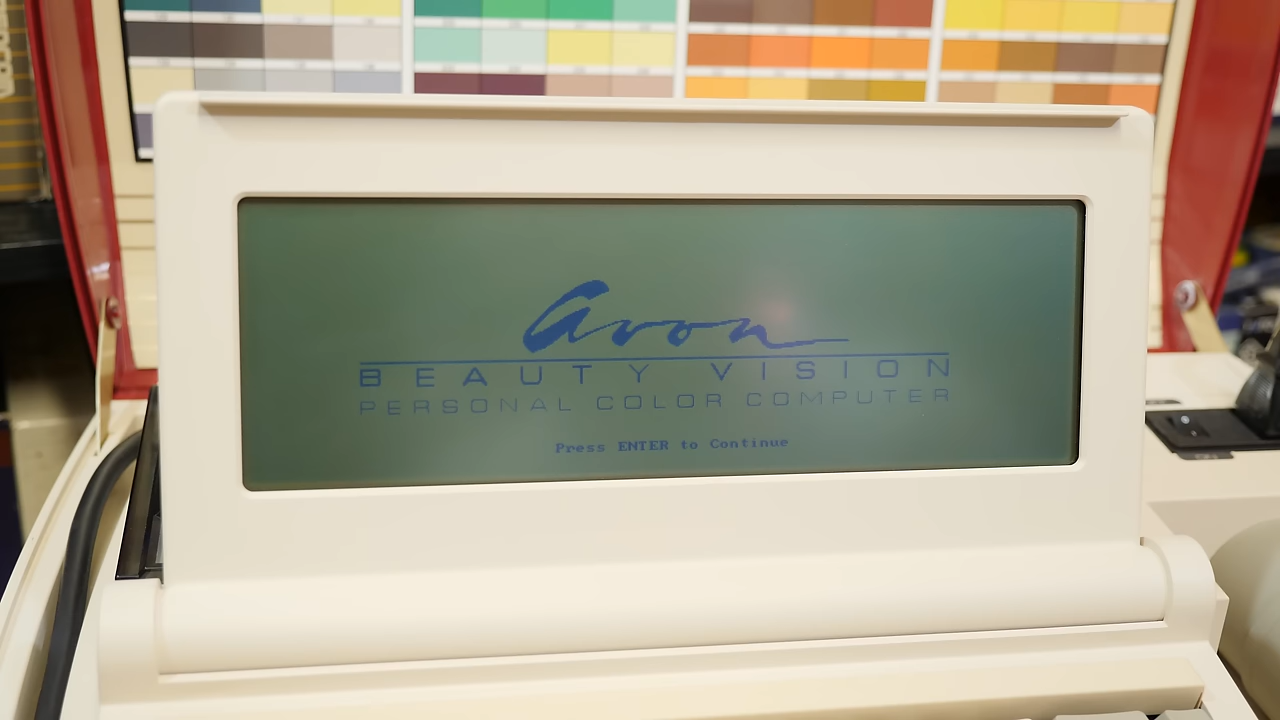 avon
BEAUTY VISION
PERSONAL COLOR COMPUTER
Press ENTER to Continue